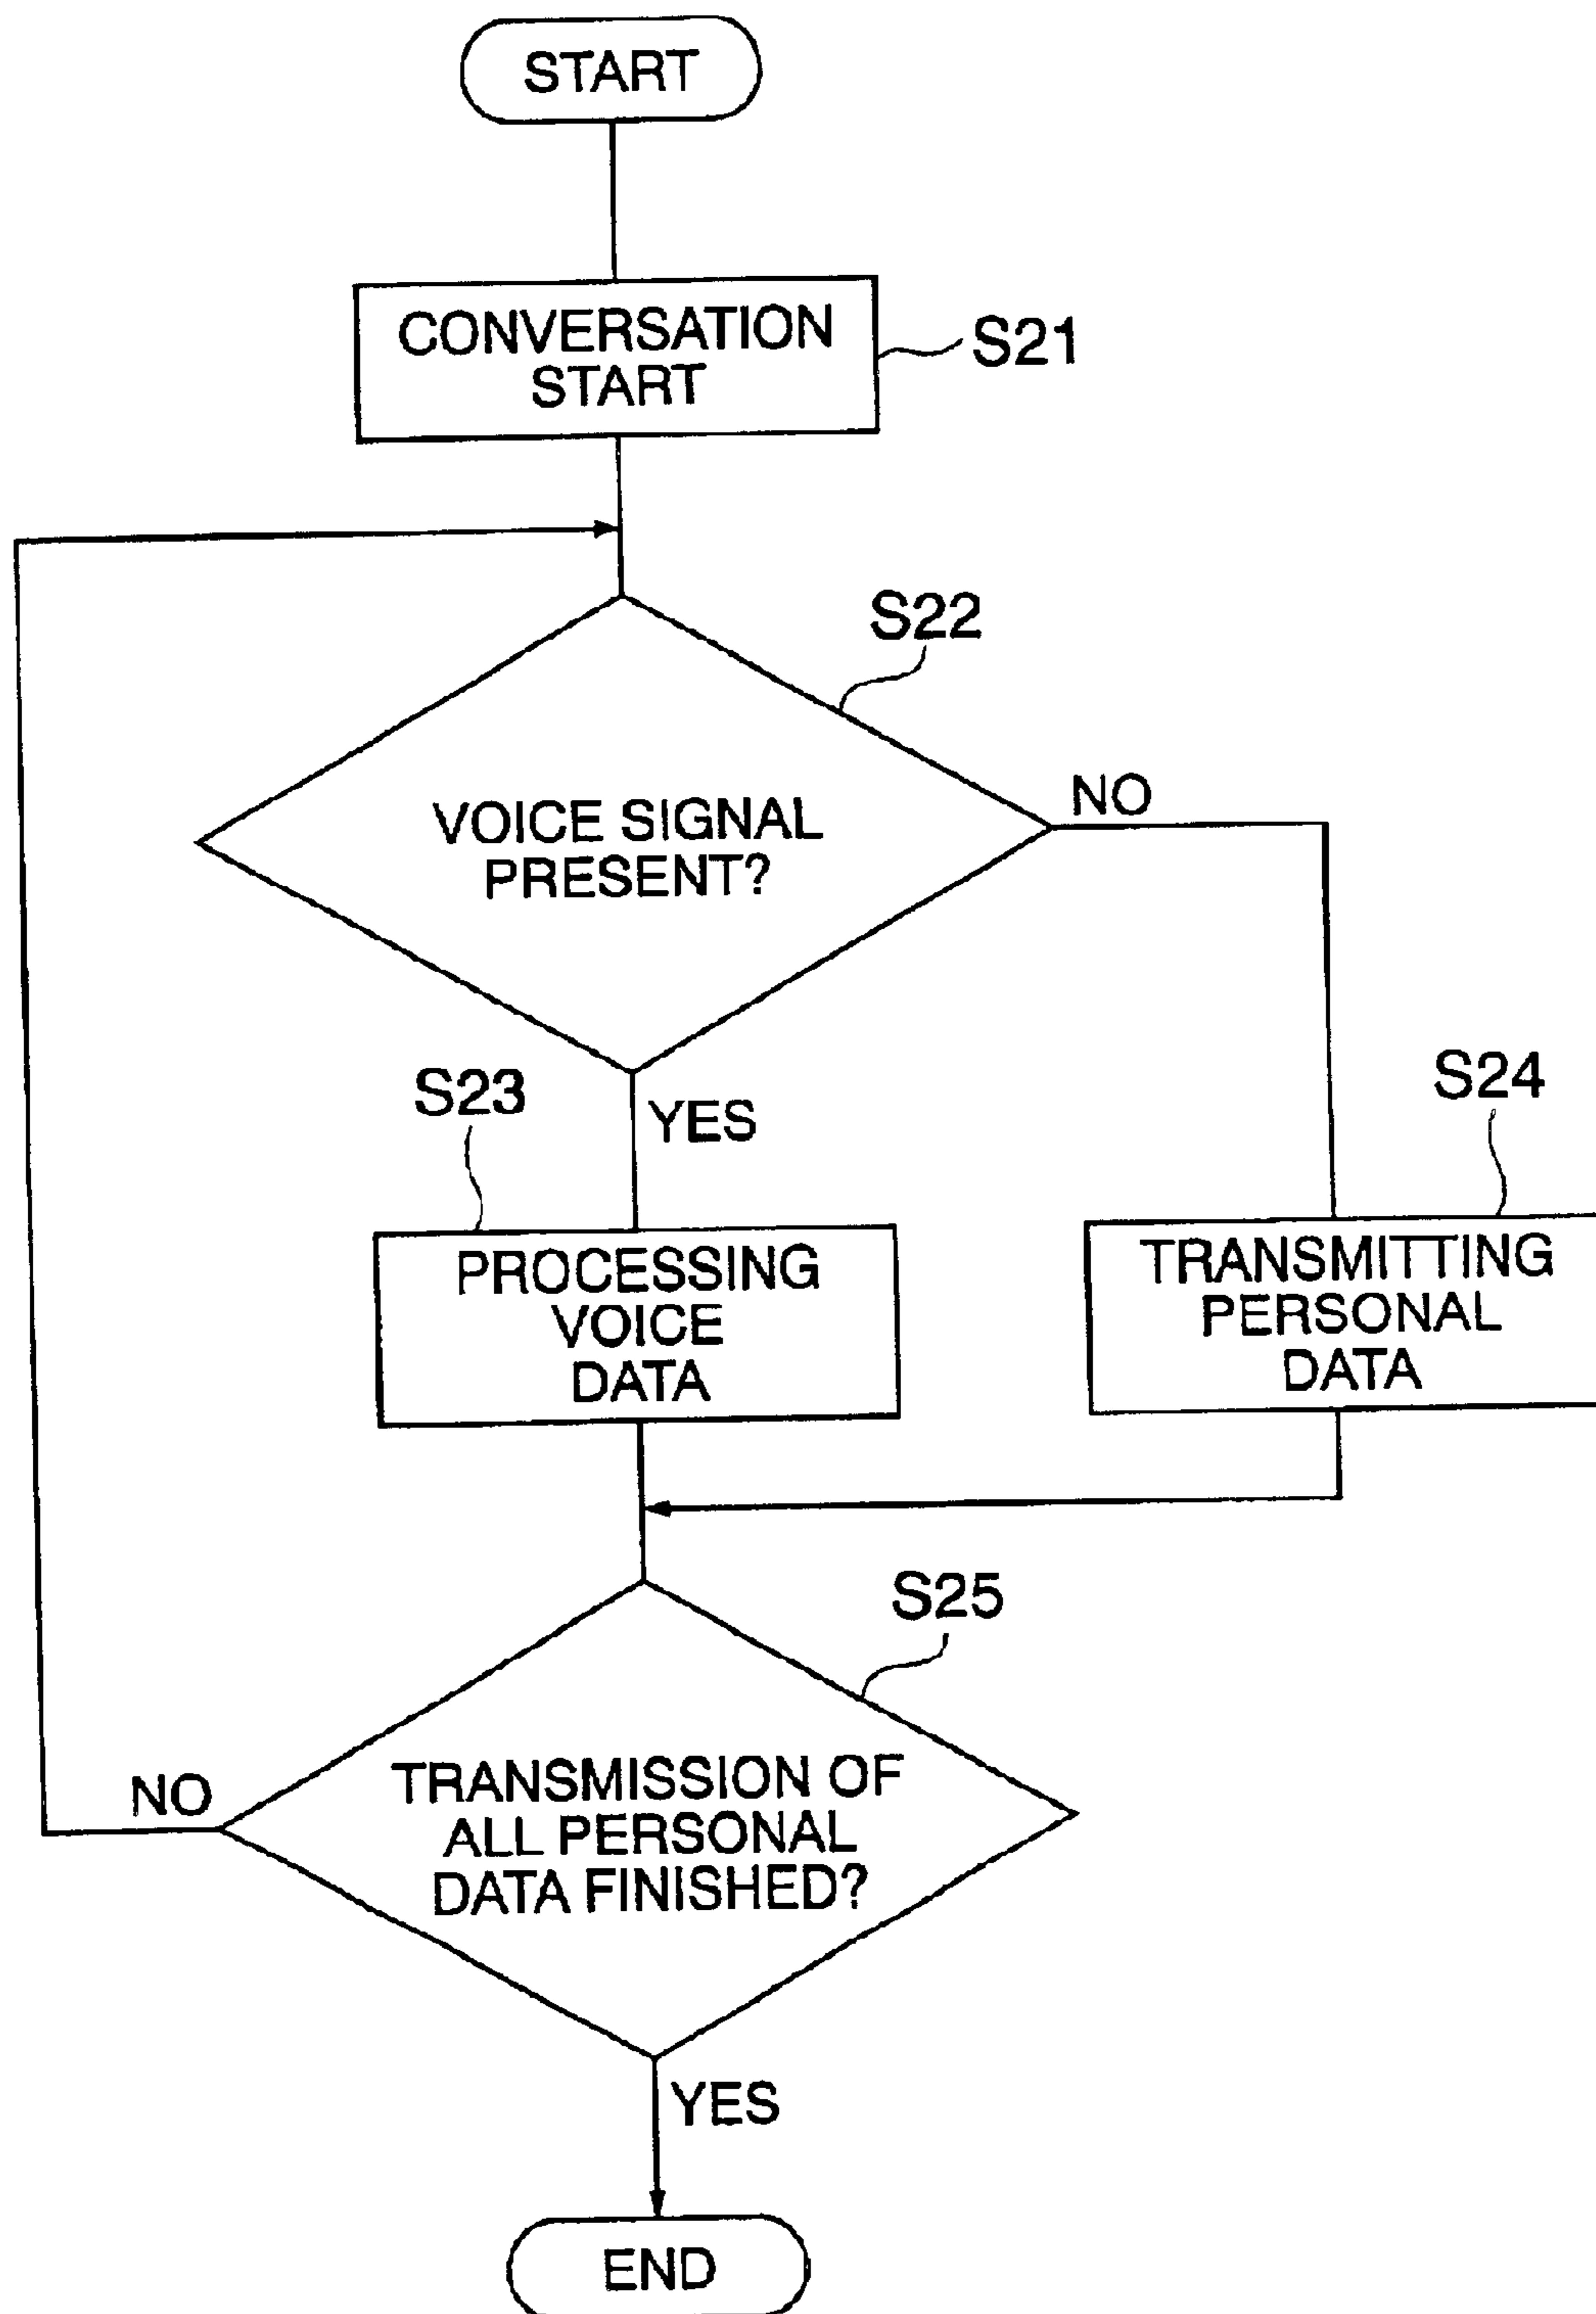 START
CONVERSATION
START
S21
S22
VOICE SIGNAL
PRESENT?
NO
YES
S23
PROCESSING
VOICE
DATA
S24
TRANSMITTING
PERSONAL
DATA
S25
TRANSMISSION OF
ALL PERSONAL
DATA FINISHED?
NO
YES
END